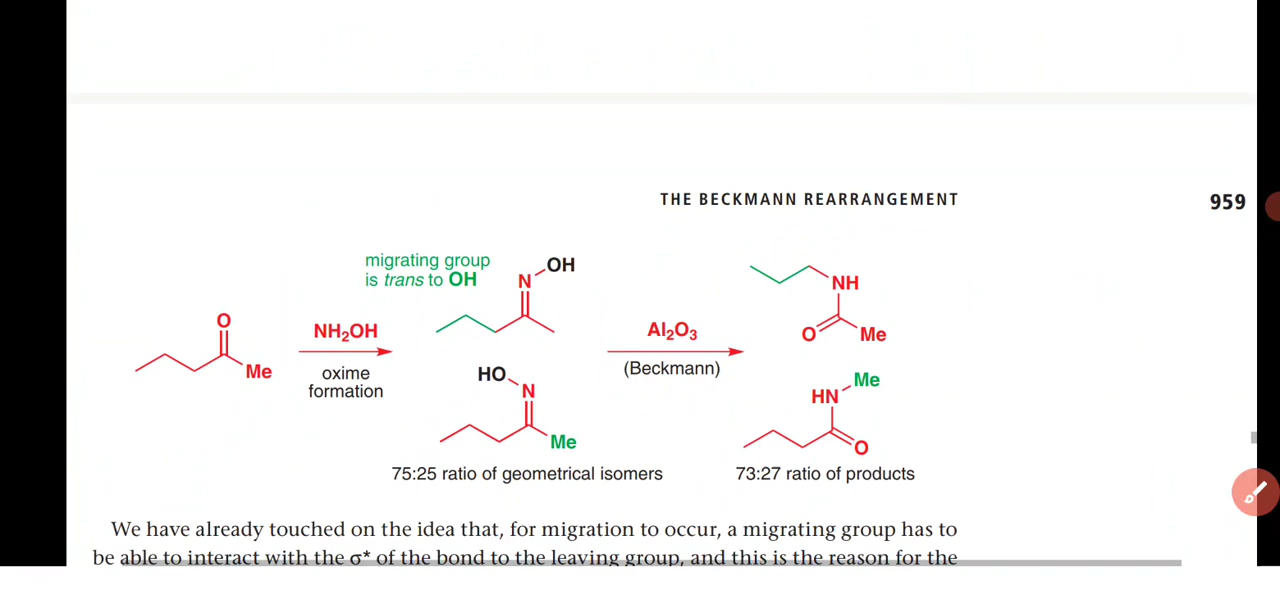 THE BECKMANN REARRANGEMENT
959
migrating group
is trans to OH
N
OH
O
Me
NH₂OH
oxime
formation
HO
N
Me
75:25 ratio of geometrical isomers
Al₂O₃
(Beckmann)
NH
O
Me
Me
HN
O
73:27 ratio of products
We have already touched on the idea that, for migration to occur, a migrating group has to
be able to interact with the σ* of the bond to the leaving group, and this is the reason for the